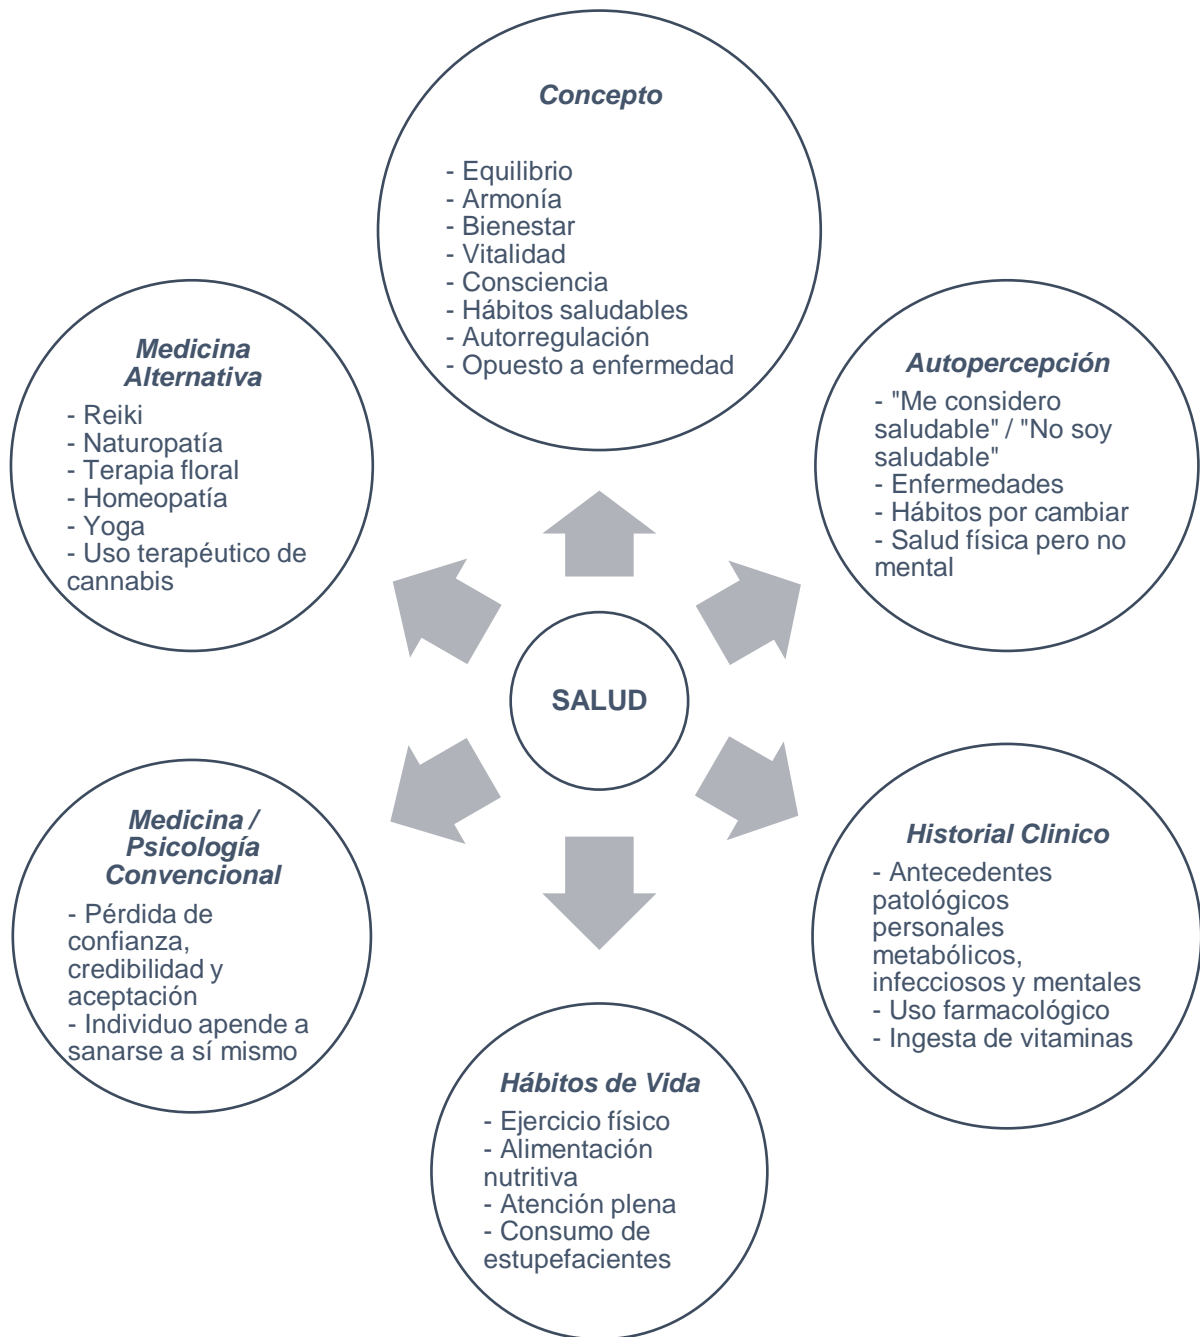 Concepto
- Equilibrio
- Armonía
- Bienestar
- Vitalidad
- Consciencia
- Hábitos saludables
- Autorregulación
- Opuesto a enfermedad
Autopercepción
- "Me considero
saludable" / "No soy
saludable"
- Enfermedades
- Hábitos por cambiar
- Salud física pero no
mental
Historial Clinico
- Antecedentes
patológicos
personales
metabólicos,
infecciosos y mentales
- Uso farmacológico
- Ingesta de vitaminas
Hábitos de Vida
- Ejercicio físico
- Alimentación
nutritiva
- Atención plena
- Consumo de
estupefacientes
Medicina /
Psicología
Convencional
- Pérdida de
confianza,
credibilidad y
aceptación
- Individuo apende a
sanarse a sí mismo
Medicina
Alternativa
- Reiki
- Naturopatía
- Terapia floral
- Homeopatía
- Yoga
- Uso terapéutico de
cannabis
SALUD